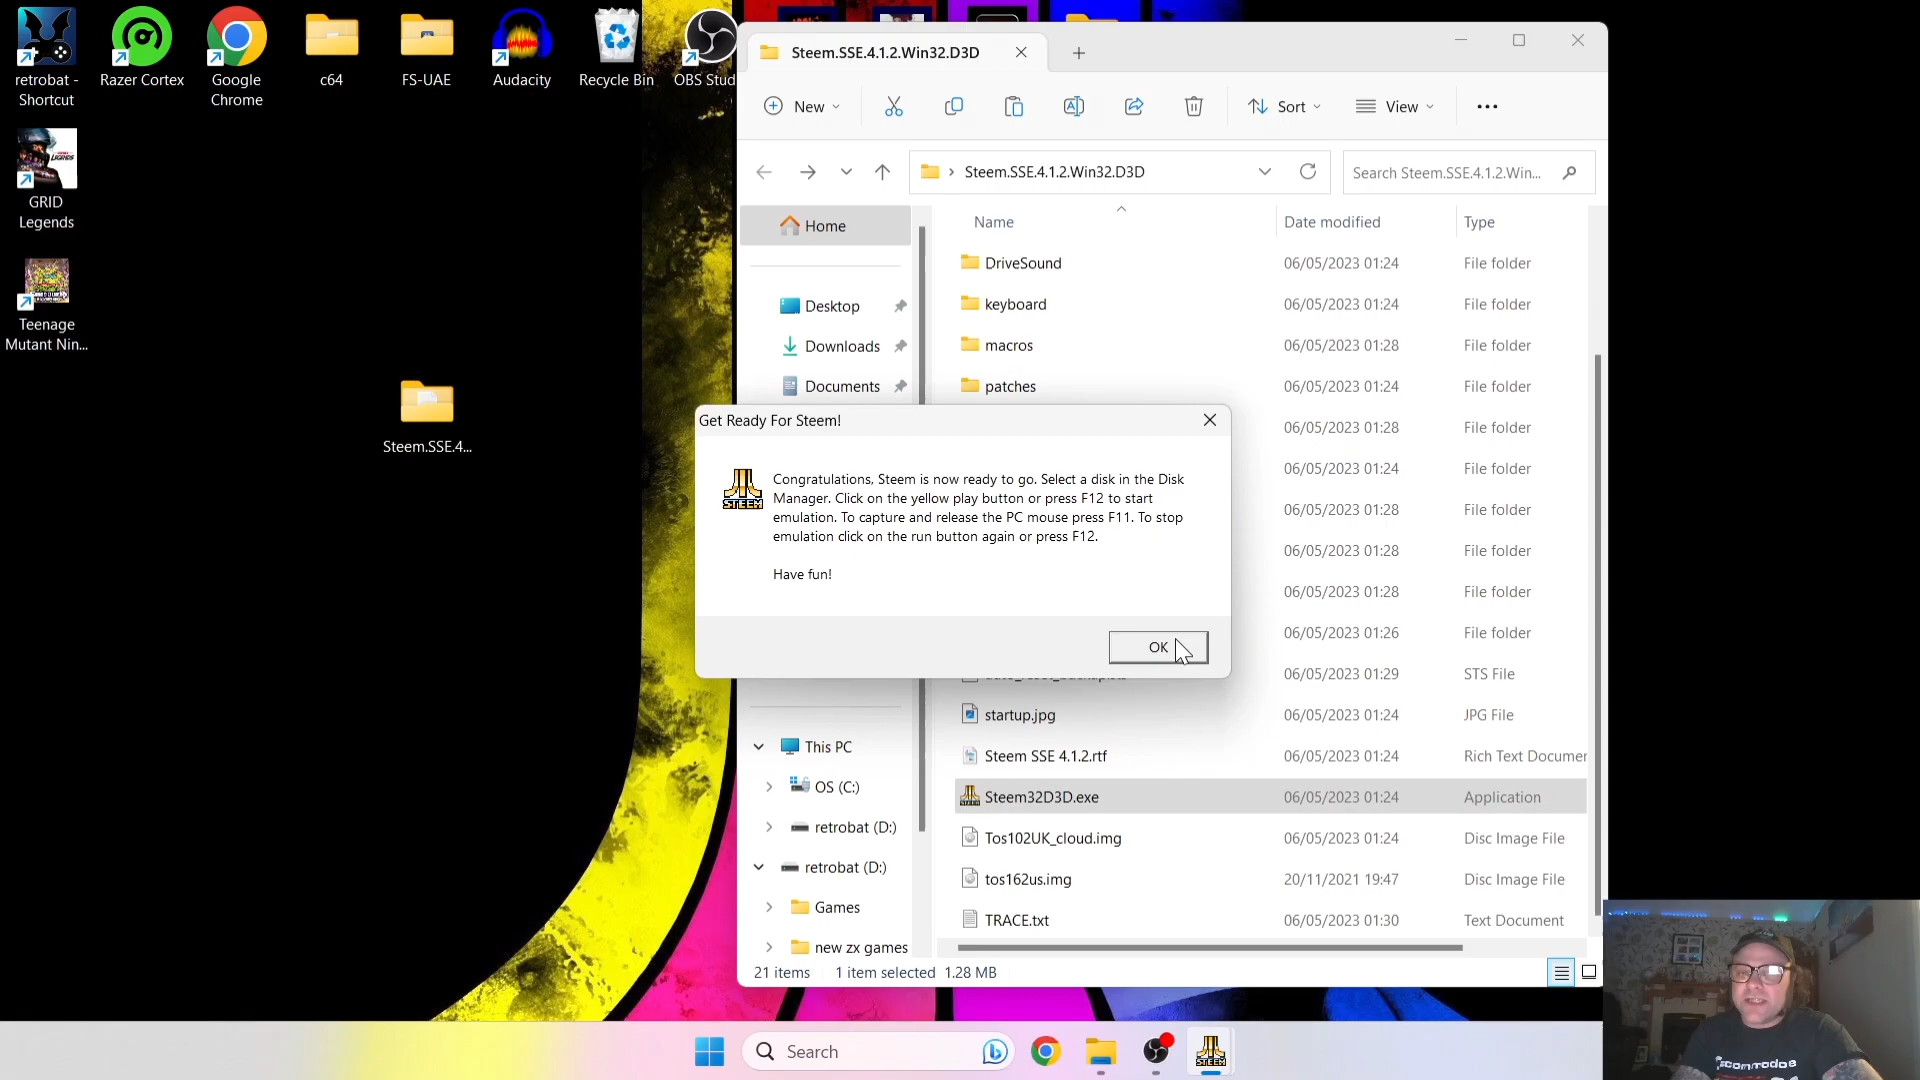 retrobat -
Shortcut
Razer Cortex
Google
Chrome
c64
FS-UAE
Audacity
Recycle Bin
OBS Stud
GRID
Legends
Teenage
Mutant Nin...
Steem.SSE.4...
Steem.SSE.4.1.2.Win32.D3D
New
Sort
View
Steem.SSE.4.1.2.Win32.D3D
Search Steem.SSE.4.1.2.Win...
Home
Desktop
Downloads
Documents
This PC
OS (C:)
retrobat (D:)
retrobat (D:)
Games
new zx games
Name Date modified Type
DriveSound 06/05/2023 01:24 File folder
keyboard 06/05/2023 01:24 File folder
macros 06/05/2023 01:28 File folder
patches 06/05/2023 01:24 File folder
06/05/2023 01:28 File folder
06/05/2023 01:24 File folder
06/05/2023 01:28 File folder
06/05/2023 01:28 File folder
06/05/2023 01:28 File folder
06/05/2023 01:26 File folder
06/05/2023 01:29 STS File
startup.jpg 06/05/2023 01:24 JPG File
Steem SSE 4.1.2.rtf 06/05/2023 01:24 Rich Text Documen
Steem32D3D.exe 06/05/2023 01:24 Application
Tos102UK_cloud.img 06/05/2023 01:24 Disc Image File
tos162us.img 20/11/2021 19:47 Disc Image File
TRACE.txt 06/05/2023 01:30 Text Document
21 items 1 item selected 1.28 MB
Get Ready For Steem!
STEEM
Congratulations, Steem is now ready to go. Select a disk in the Disk
Manager. Click on the yellow play button or press F12 to start
emulation. To capture and release the PC mouse press F11. To stop
emulation click on the run button again or press F12.
Have fun!
OK
Search
STEEM
commodore